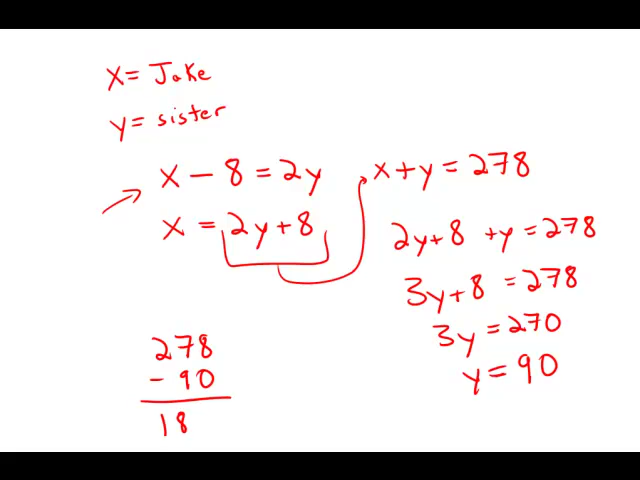 x = Jake
y = sister
x - 8 = 2y
x = 2y + 8
x + y = 278
2y + 8 + y = 278
3y + 8 = 278
3y = 270
y = 90
278
- 90
18